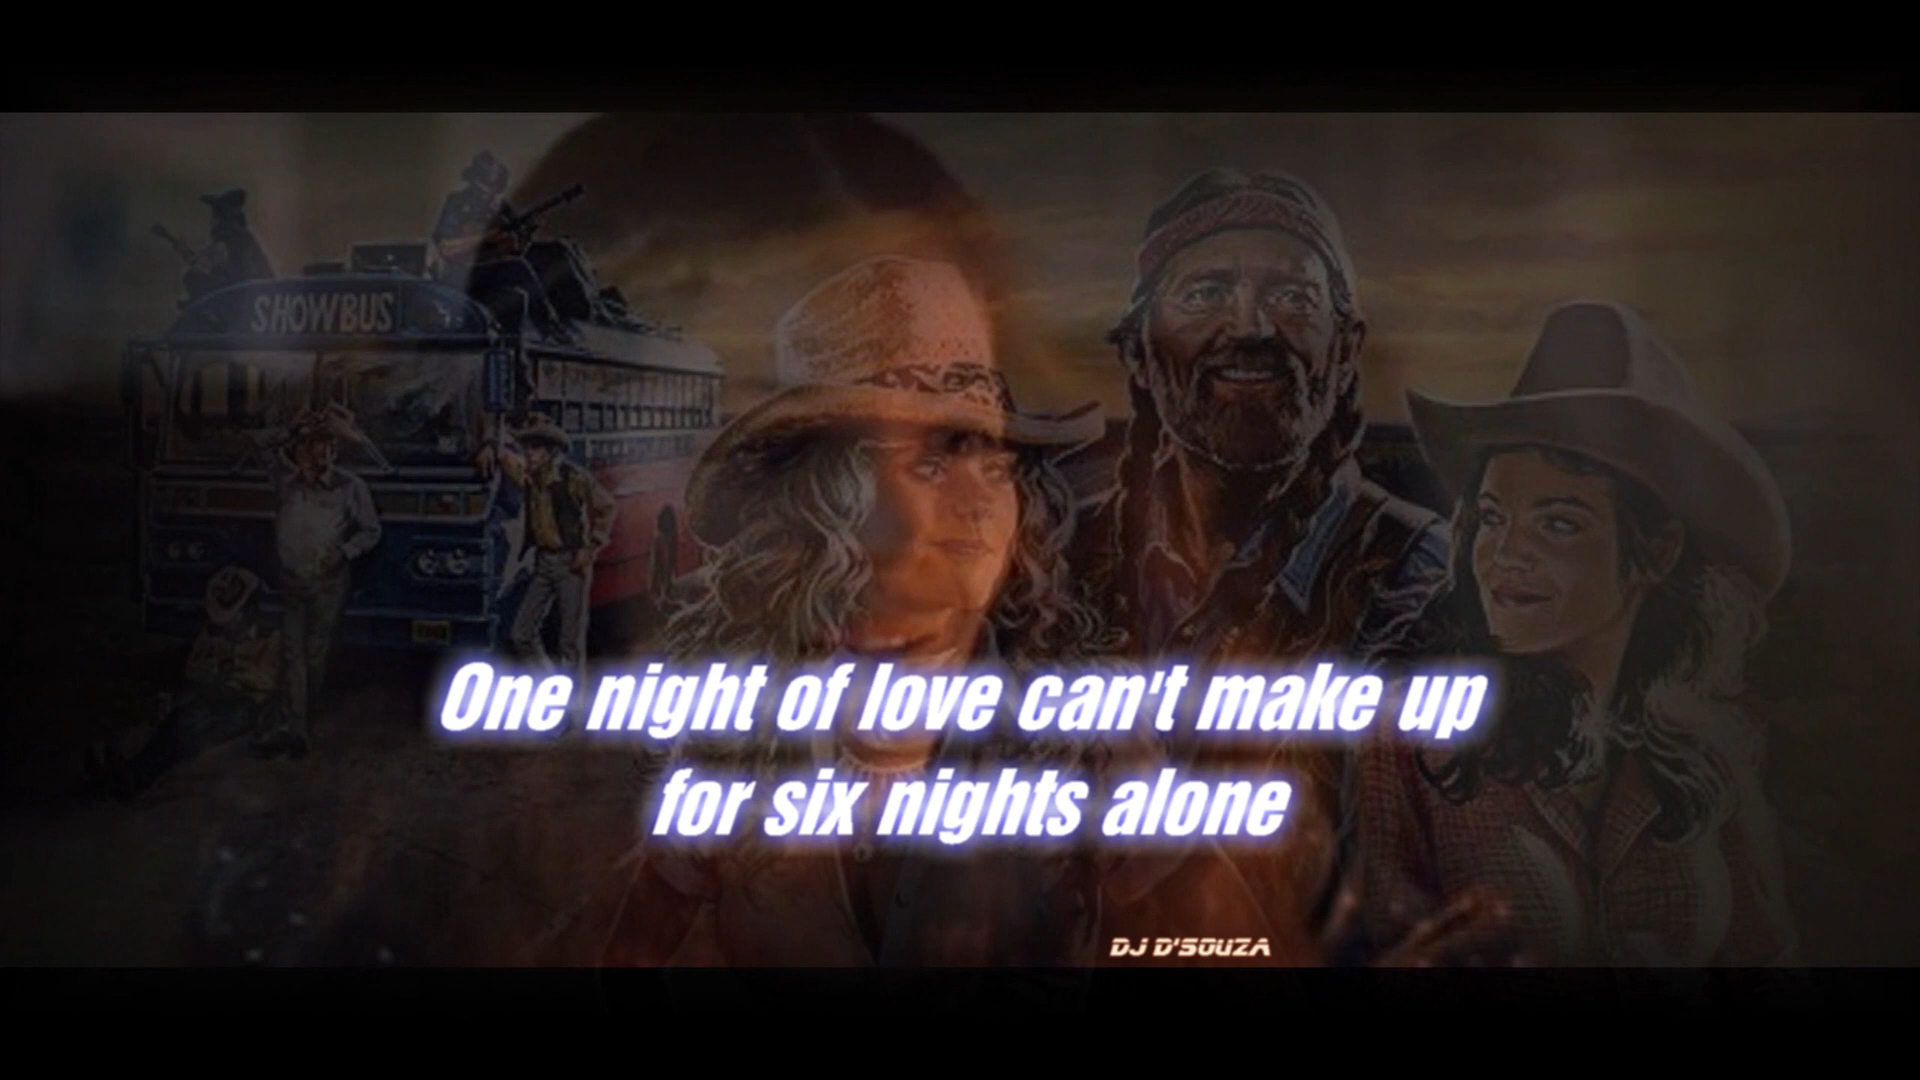 SHOWBUS
One night of love can't make up
for six nights alone
DJ D'SOUZA